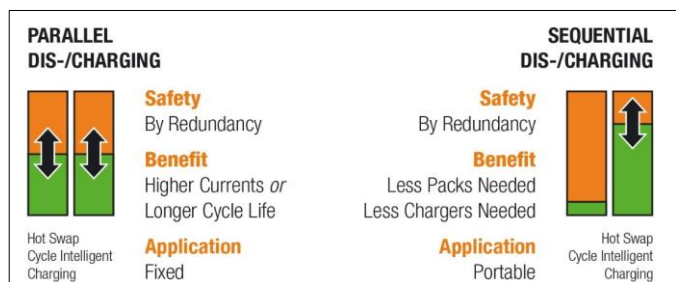 PARALLEL
DIS-/CHARGING
Safety
By Redundancy
Benefit
Higher Currents or
Longer Cycle Life
Application
Fixed
Hot Swap
Cycle Intelligent
Charging
SEQUENTIAL
DIS-/CHARGING
Safety
By Redundancy
Benefit
Less Packs Needed
Less Chargers Needed
Application
Portable
Hot Swap
Cycle Intelligent
Charging